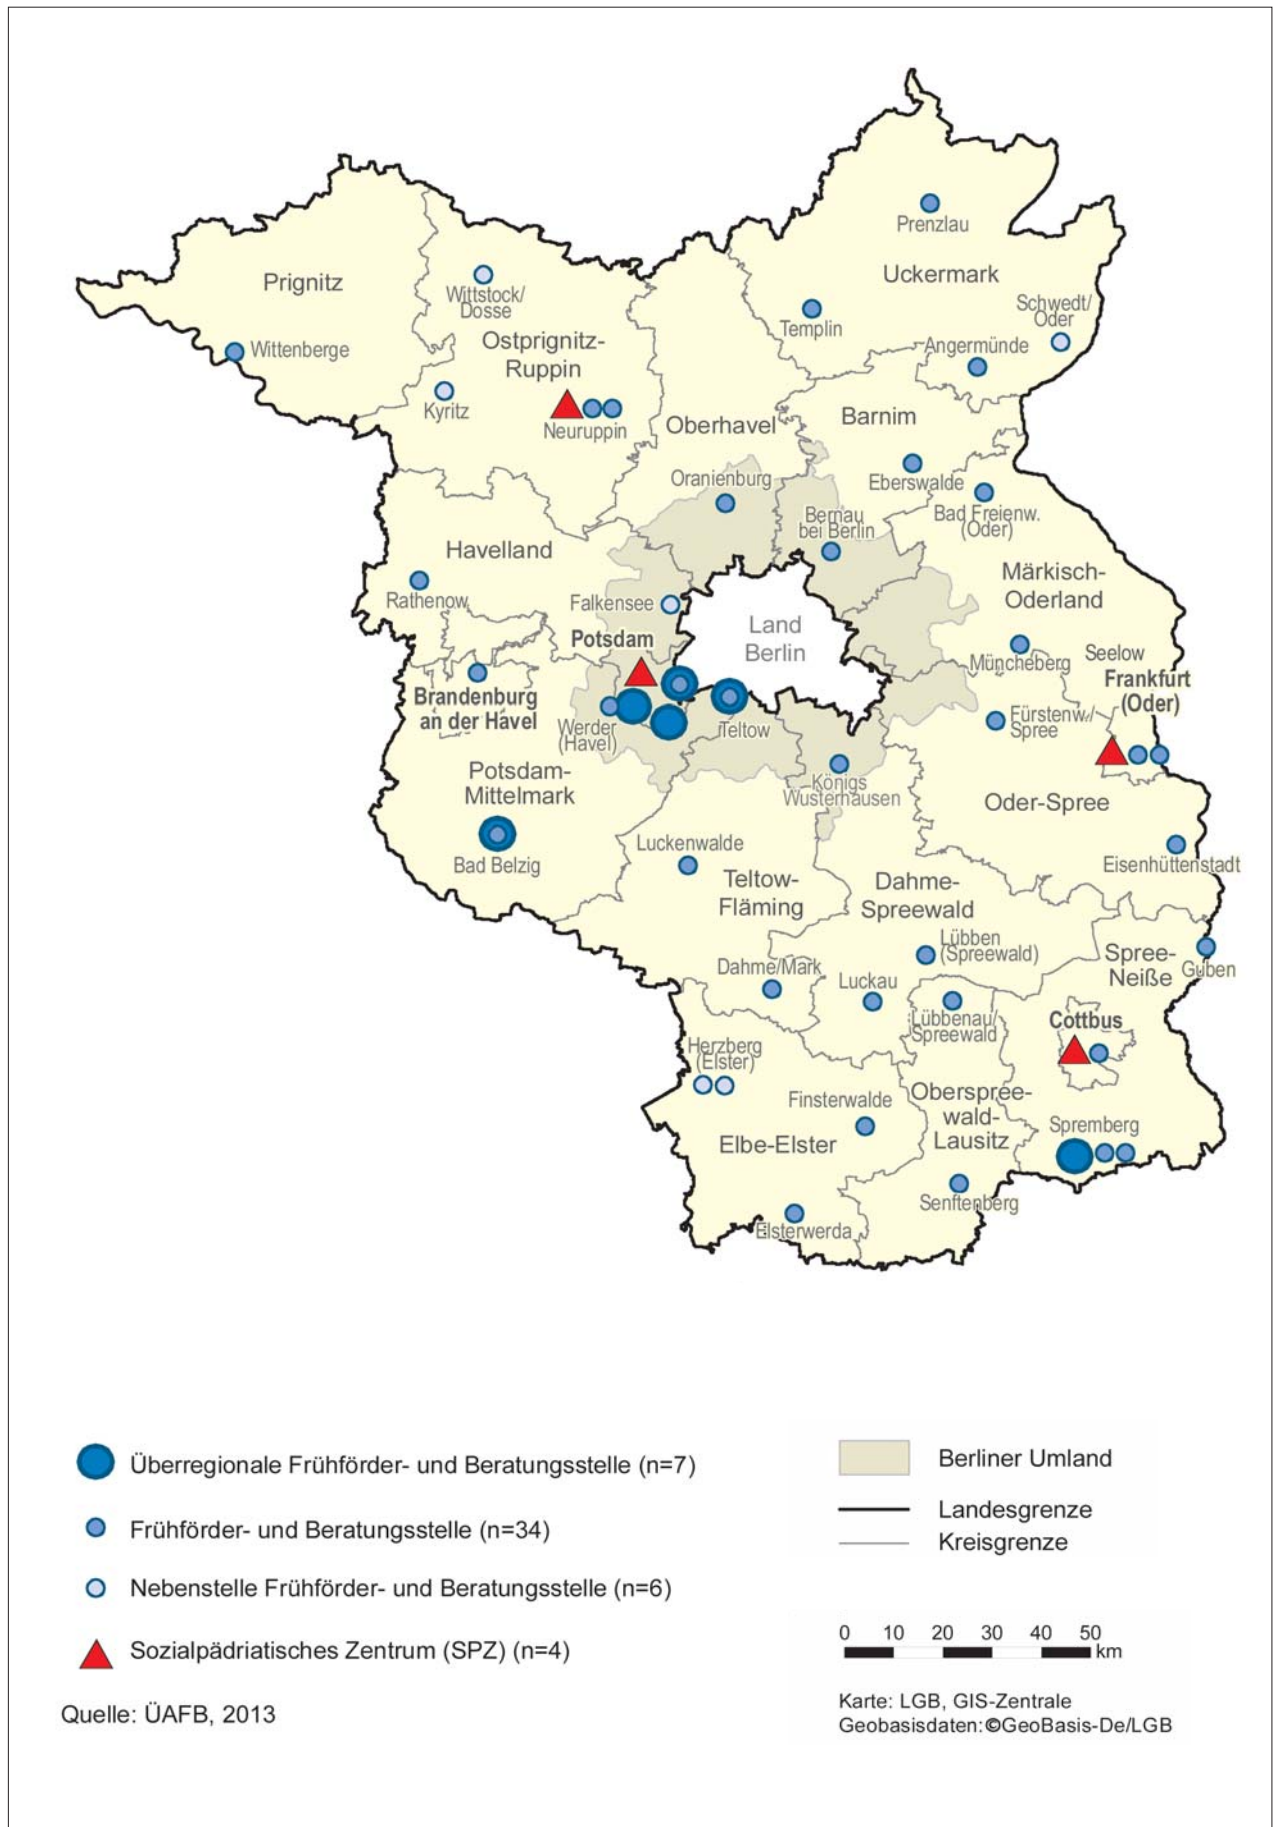 Prenzlau
Uckermark
Prignitz
Wittstock/
Dosse
Schwedt/
Oder
Templin
Wittenberge
Ostprignitz-
Ruppin
Angermünde
Kyritz
Neuruppin
Oberhavel
Barnim
Oranienburg
Eberswalde
Bad Freienw.
(Oder)
Bernau
bei Berlin
Havelland
Märkisch-
Oderland
Rathenow
Falkensee
Land
Berlin
Potsdam
Müncheberg
Seelow
Frankfurt
(Oder)
Brandenburg
an der Havel
Werder
(Havel)
Teltow
Fürstenw./
Spree
Potsdam-
Mittelmark
Königs
Wusterhausen
Oder-Spree
Bad Belzig
Luckenwalde
Eisenhüttenstadt
Teltow-
Fläming
Dahme-
Spreewald
Lübben
(Spreewald)
Spree-
Neiße
Guben
Dahme/Mark
Luckau
Lübbenau/
Spreewald
Cottbus
Herzberg
(Elster)
Finsterwalde
Oberspree-
wald-
Lausitz
Spremberg
Elbe-Elster
Senftenberg
Elsterwerda
Überregionale Frühförder- und Beratungsstelle (n=7)
Frühförder- und Beratungsstelle (n=34)
Nebenstelle Frühförder- und Beratungsstelle (n=6)
Sozialpädriatisches Zentrum (SPZ) (n=4)
Quelle: ÜAFB, 2013
Berliner Umland
Landesgrenze
Kreisgrenze
0 10 20 30 40 50
km
Karte: LGB, GIS-Zentrale
Geobasisdaten:©GeoBasis-De/LGB